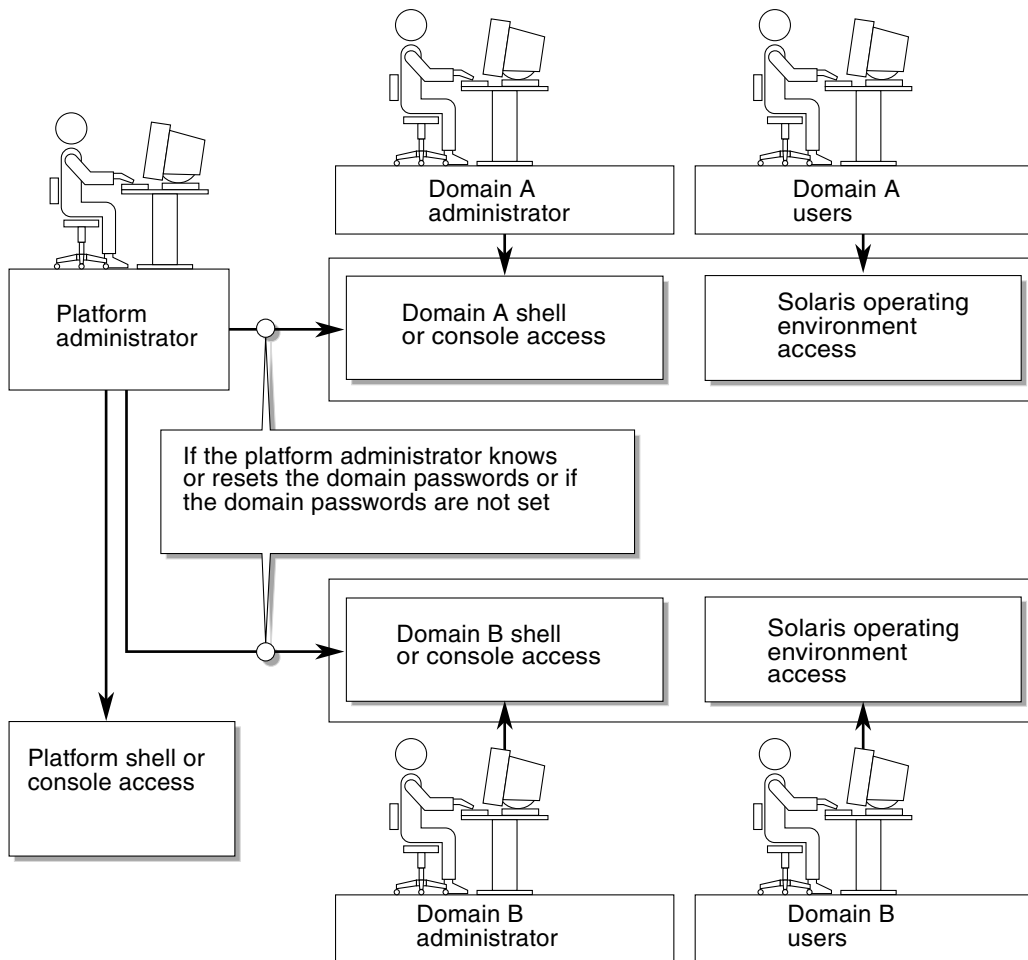 Domain A
administrator
Domain A
users
Platform
administrator
Domain A shell
or console access
Solaris operating
environment
access
If the platform administrator knows
or resets the domain passwords or if
the domain passwords are not set
Domain B shell
or console access
Solaris operating
environment
access
Platform shell or
console access
Domain B
administrator
Domain B
users